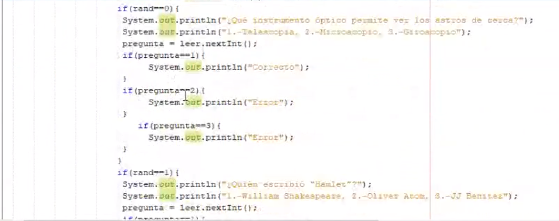 if(rand==0){
System.out.println("¿Qué instrumento óptico permite ver los astros de cerca?");
System.out.println("1.-Telescopio, 2.-Microscopio, 3.-Giroscopio");
pregunta = leer.nextInt();
if(pregunta==1){
System.out.println("Correcto");
}
if(pregunta==2){
System.out.println("Error");
}
if(pregunta==3){
System.out.println("Error");
}
}
if(rand==1){
System.out.println("¿Quién escribió "Hamlet"?");
System.out.println("1.-William Shakespeare, 2.-Oliver Atom, 3.-JJ Benitez");
pregunta = leer.nextInt();